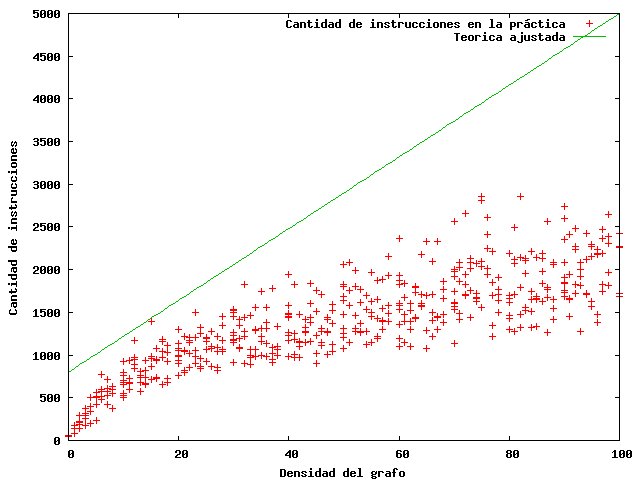 5000
4500
4000
3500
3000
2500
2000
1500
1000
500
0
0 20 40 60 80 100
Cantidad de instrucciones en la práctica
Teorica ajustada
Cantidad de instrucciones
Densidad del grafo